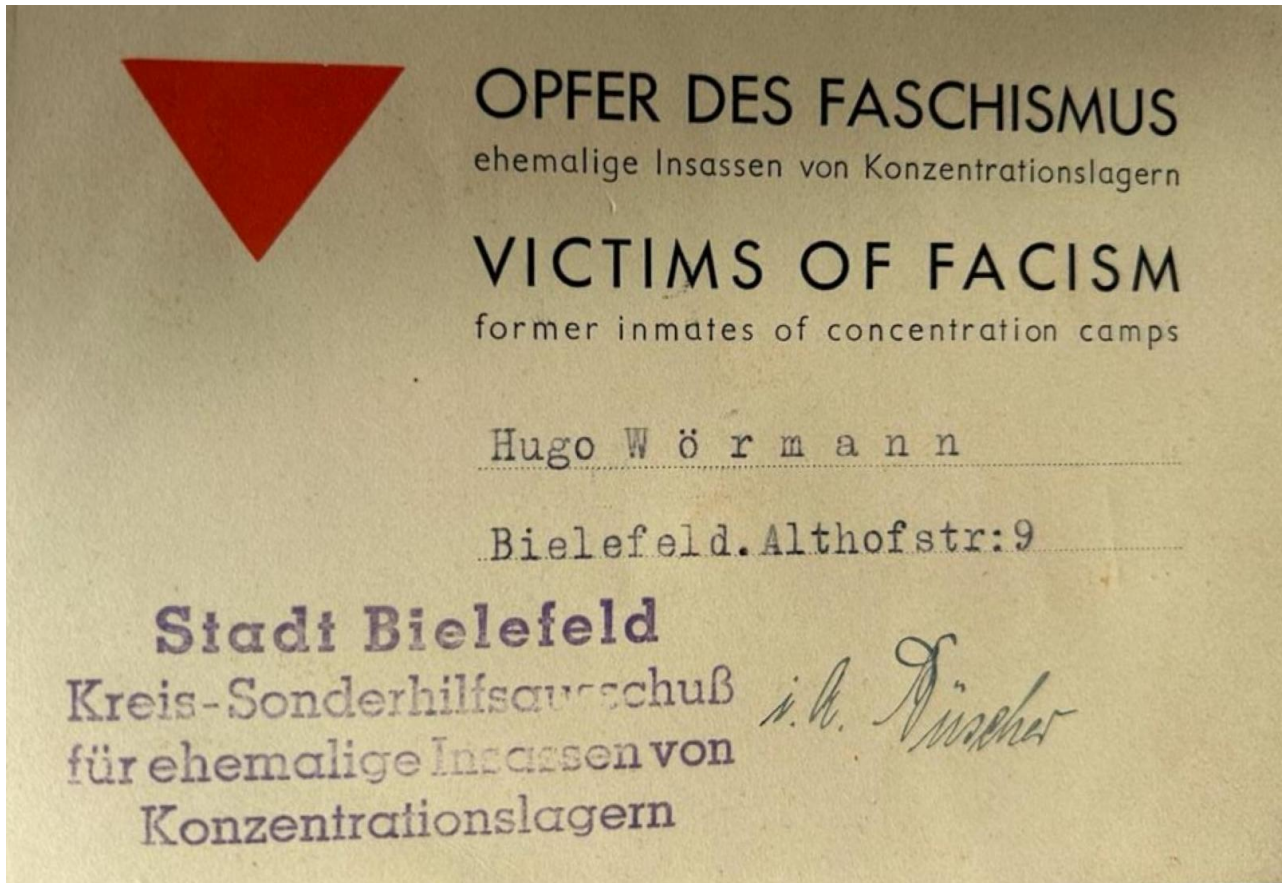 OPFER DES FASCHISMUS
ehemalige Insassen von Konzentrationslagern
VICTIMS OF FACISM
former inmates of concentration camps
Hugo W ö r m a n n
Bielefeld.Althofstr:9
Stadt Bielefeld
Kreis-Sonderhilfsausschuß
für ehemalige Insassen von
Konzentrationslagern
i. A.